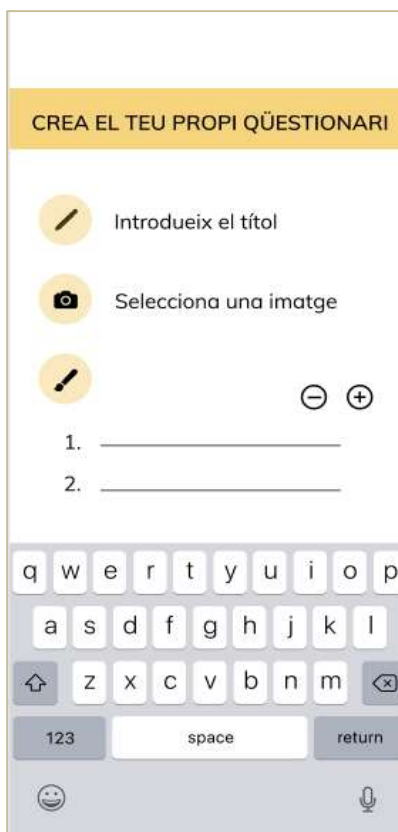 CREA EL TEU PROPI QÜESTIONARI
Introdueix el títol
Selecciona una imatge
1.
2.
q w e r t y u i o p
a s d f g h j k l
z x c v b n m
123 space return